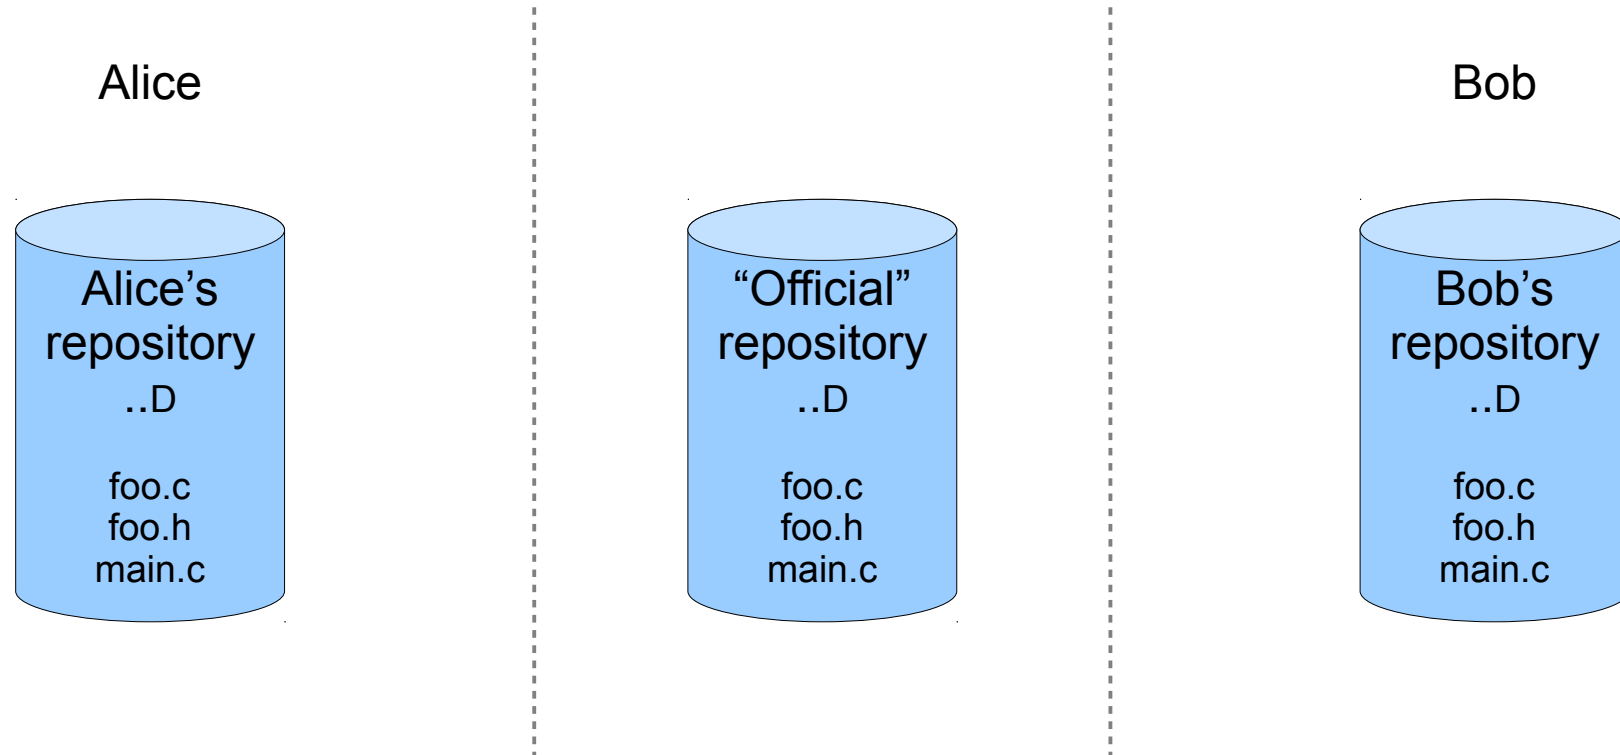 Alice
Bob
Alice’s
repository
..D
foo.c
foo.h
main.c
“Official”
repository
..D
foo.c
foo.h
main.c
Bob’s
repository
..D
foo.c
foo.h
main.c